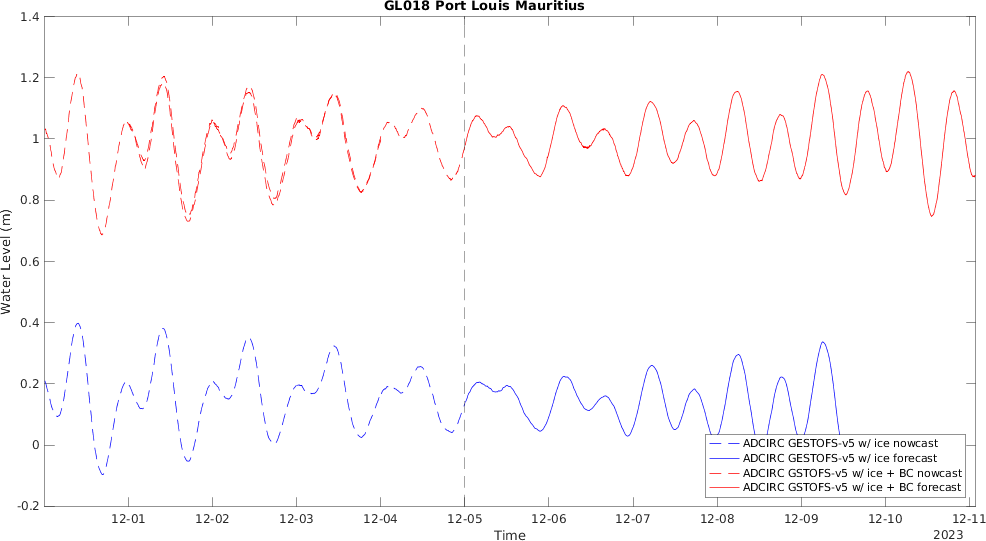 GL018 Port Louis Mauritius
1.4
1.2
1
0.8
0.6
0.4
0.2
0
-0.2
Water Level (m)
ADCIRC GESTOFS-v5 w/ ice nowcast
ADCIRC GESTOFS-v5 w/ ice forecast
ADCIRC GSTOFS-v5 w/ ice + BC nowcast
ADCIRC GSTOFS-v5 w/ ice + BC forecast
12-01 12-02 12-03 12-04 12-05 12-06 12-07 12-08 12-09 12-10 12-11
Time
2023